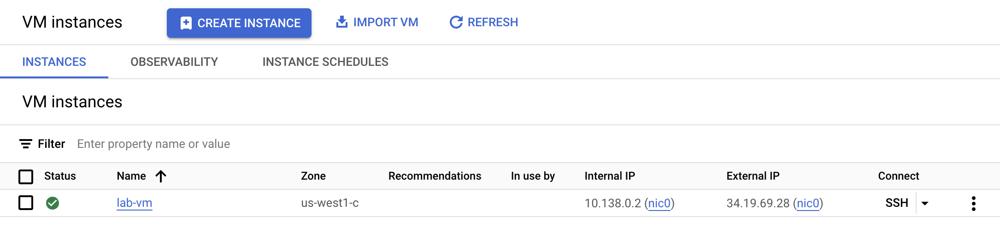 VM instances CREATE INSTANCE IMPORT VM REFRESH
INSTANCES OBSERVABILITY INSTANCE SCHEDULES
VM instances
Filter Enter property name or value
Status Name Zone Recommendations In use by Internal IP External IP Connect
lab-vm us-west1-c 10.138.0.2 (nic0) 34.19.69.28 (nic0) SSH